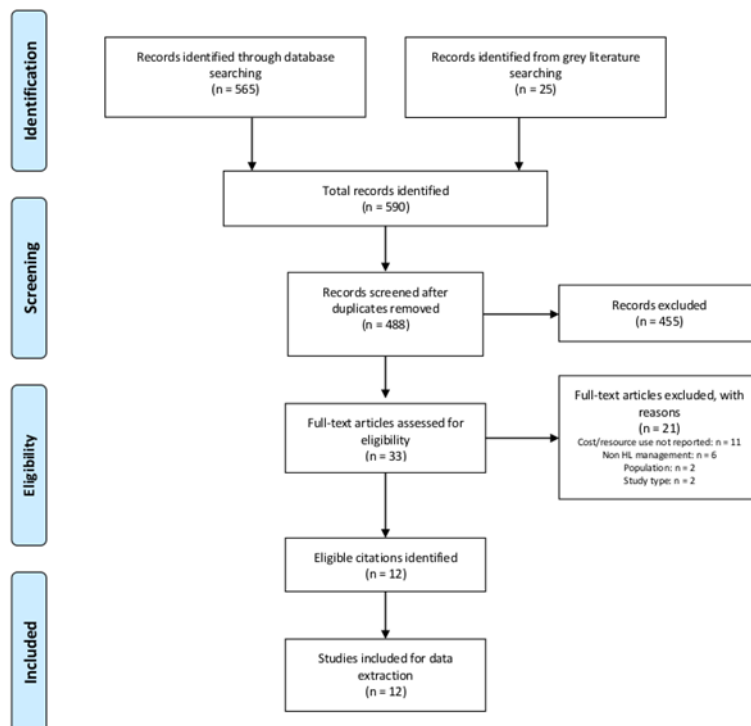 Identification
Records identified through database
searching
(n = 565)
Records identified from grey literature
searching
(n = 25)
Total records identified
(n = 590)
Screening
Records screened after
duplicates removed
(n = 488)
Records excluded
(n = 455)
Eligibility
Full-text articles assessed for
eligibility
(n = 33)
Full-text articles excluded, with
reasons
(n = 21)
Cost/resource use not reported: n = 11
Non HL management: n = 6
Population: n = 2
Study type: n = 2
Eligible citations identified
(n = 12)
Included
Studies included for data
extraction
(n = 12)